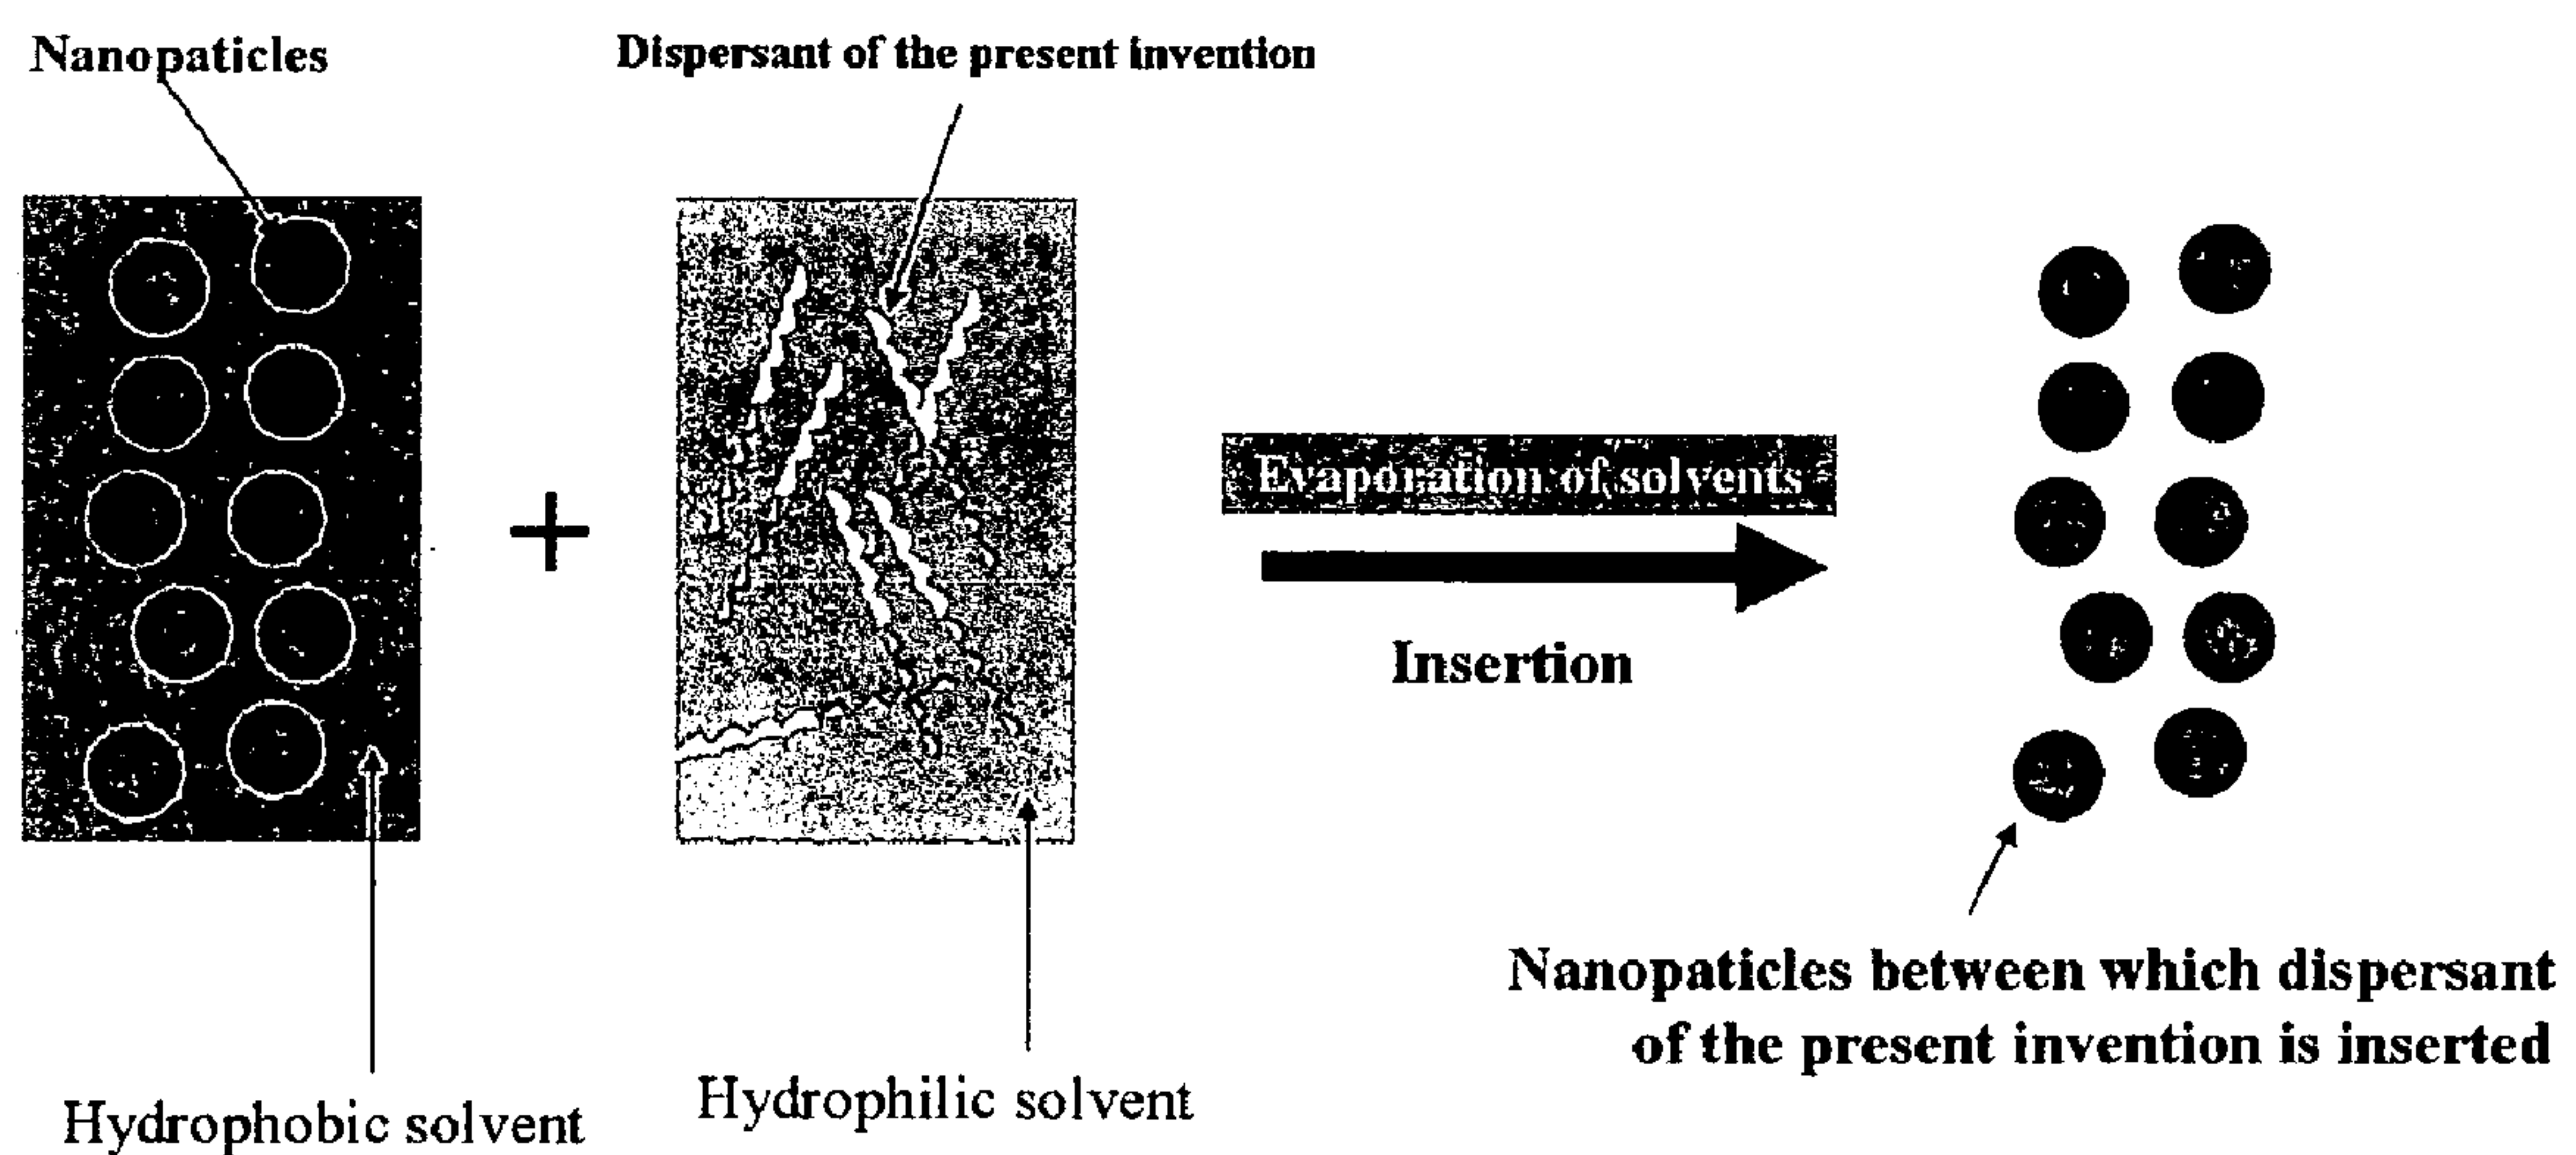 Nanopaticles
Dispersant of the present invention
+
Evaporation of solvents
Insertion
Nanopaticles between which dispersant
of the present invention is inserted
Hydrophilic solvent
Hydrophobic solvent